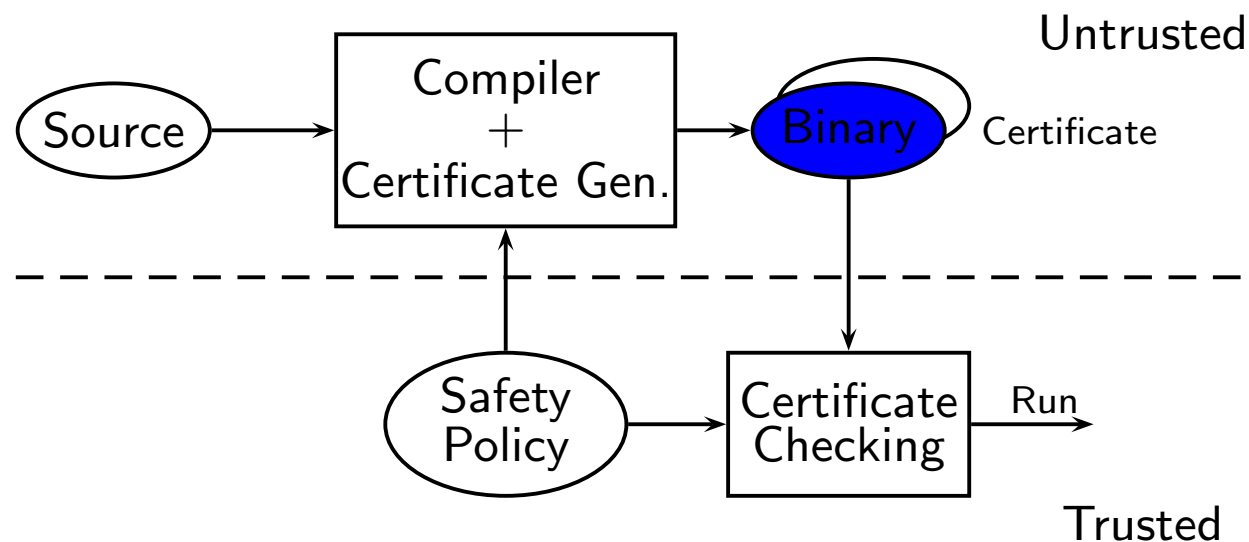 Untrusted
Source
Compiler
+
Certificate Gen.
Binary
Certificate
Safety
Policy
Certificate
Checking
Run
Trusted